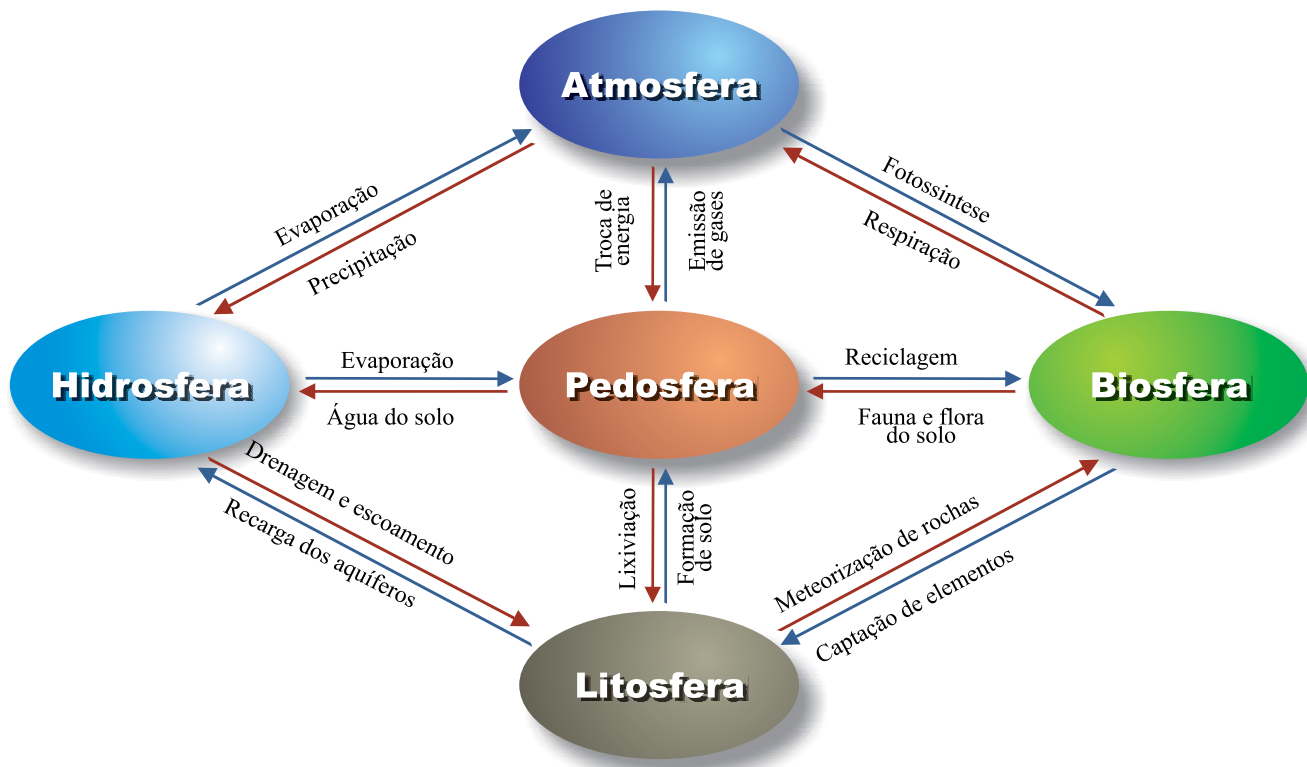 Atmosfera
Evaporação
Precipitação
Troca de
energia
Emissão
de gases
Fotossintese
Respiração
Hidrosfera
Evaporação
Água do solo
Pedosfera
Reciclagem
Fauna e flora
do solo
Biosfera
Drenagem e escoamento
Recarga dos aquíferos
Lixiviação
Formação
de solo
Meteorização de rochas
Captação de elementos
Litosfera